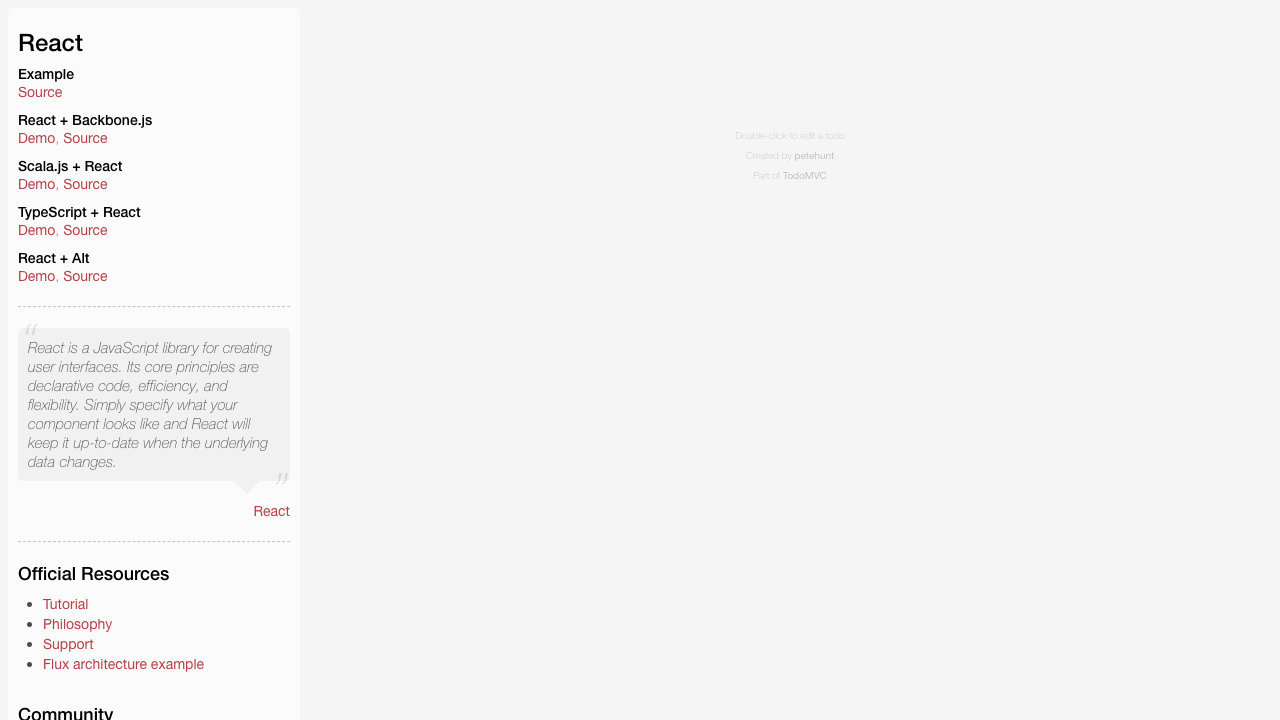 React
Example
Source
React + Backbone.js
Demo, Source
Scala.js + React
Demo, Source
TypeScript + React
Demo, Source
React + Alt
Demo, Source
“
React is a JavaScript library for creating
user interfaces. Its core principles are
declarative code, efficiency, and
flexibility. Simply specify what your
component looks like and React will
keep it up-to-date when the underlying
data changes.
”
React
Official Resources
• Tutorial
• Philosophy
• Support
• Flux architecture example
Community
Double-click to edit a todo
Created by petehunt
Part of TodoMVC